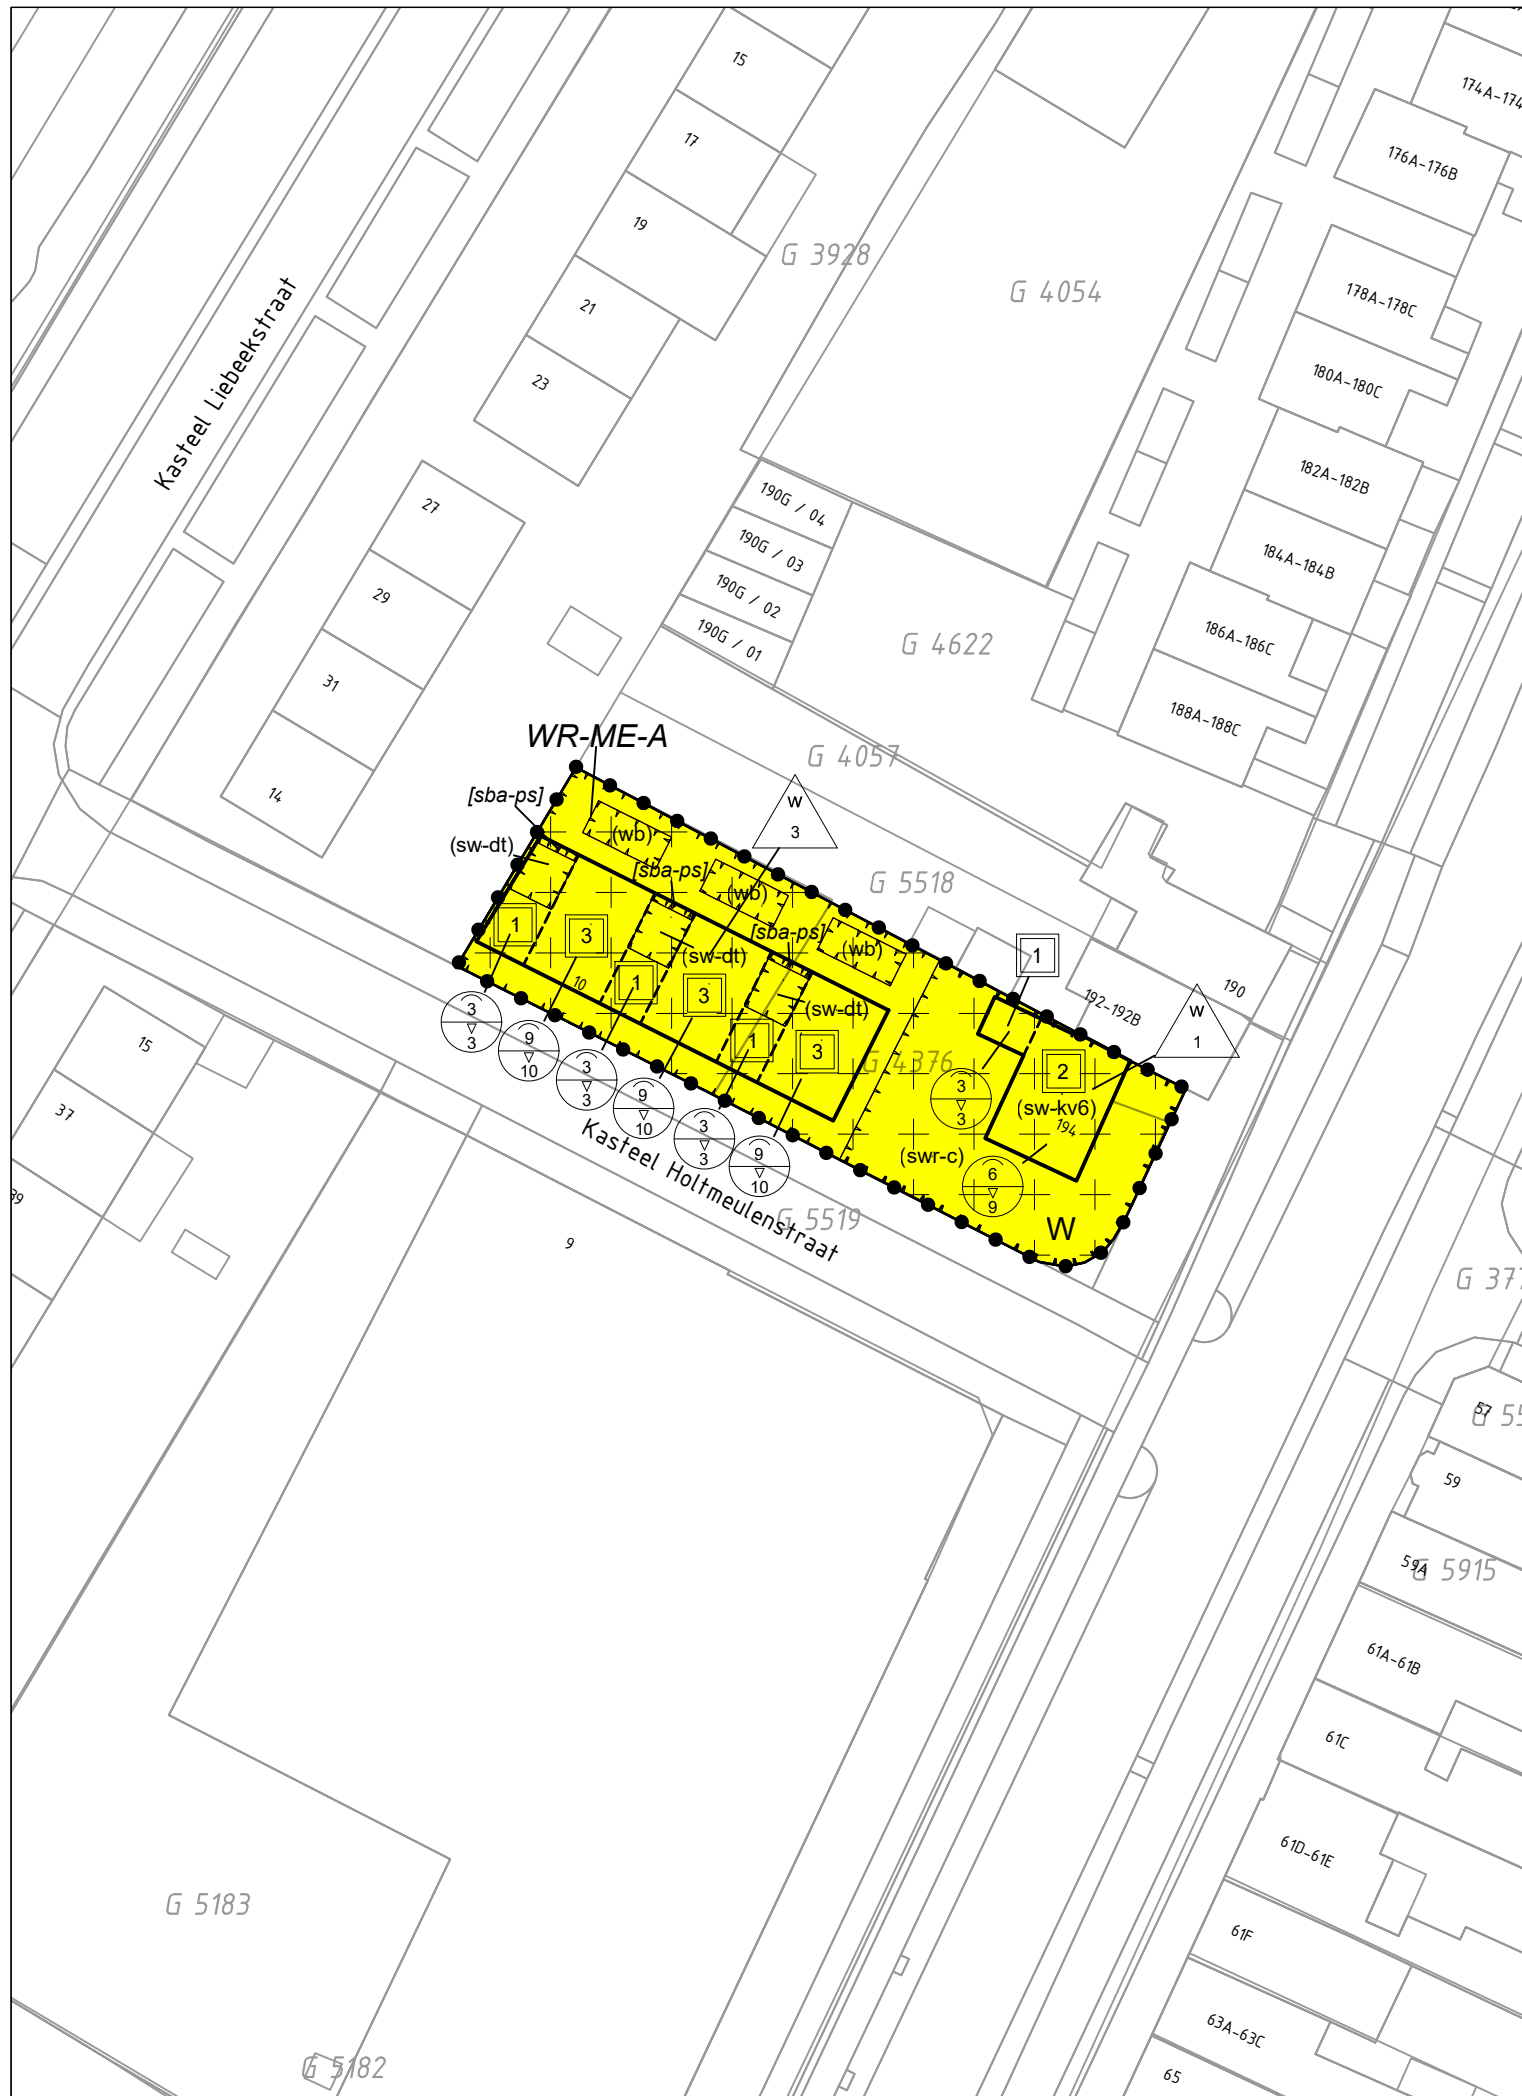 15
174A-174
17
176A-176B
19
G 3928
G 4054
178A-178C
21
180A-180C
23
Kasteel Liebeekstraat
182A-182B
27
190G / 04
190G / 03
184A-184B
29
190G / 02
190G / 01
186A-186C
G 4622
31
188A-188C
WR-ME-A
G 4057
14
[sba-ps]
W
3
(wb)
(sw-dt)
[sba-ps]
G 5518
(wb)
1
3
[sba-ps]
(wb)
(sw-dt)
1
190
10
1
3
192-192B
(sw-dt)
W
1
3
3
9
10
1
3
G 4376
2
3
3
3
3
(sw-kv6)
194
9
10
3
3
9
10
(swr-c)
6
9
15
37
39
Kasteel Holtmeulenstraat
G 5519
W
9
G 377
57
G 55
59
59A
G 5915
61A-61B
61C
61D-61E
G 5183
61F
63A-63C
G 5182
65